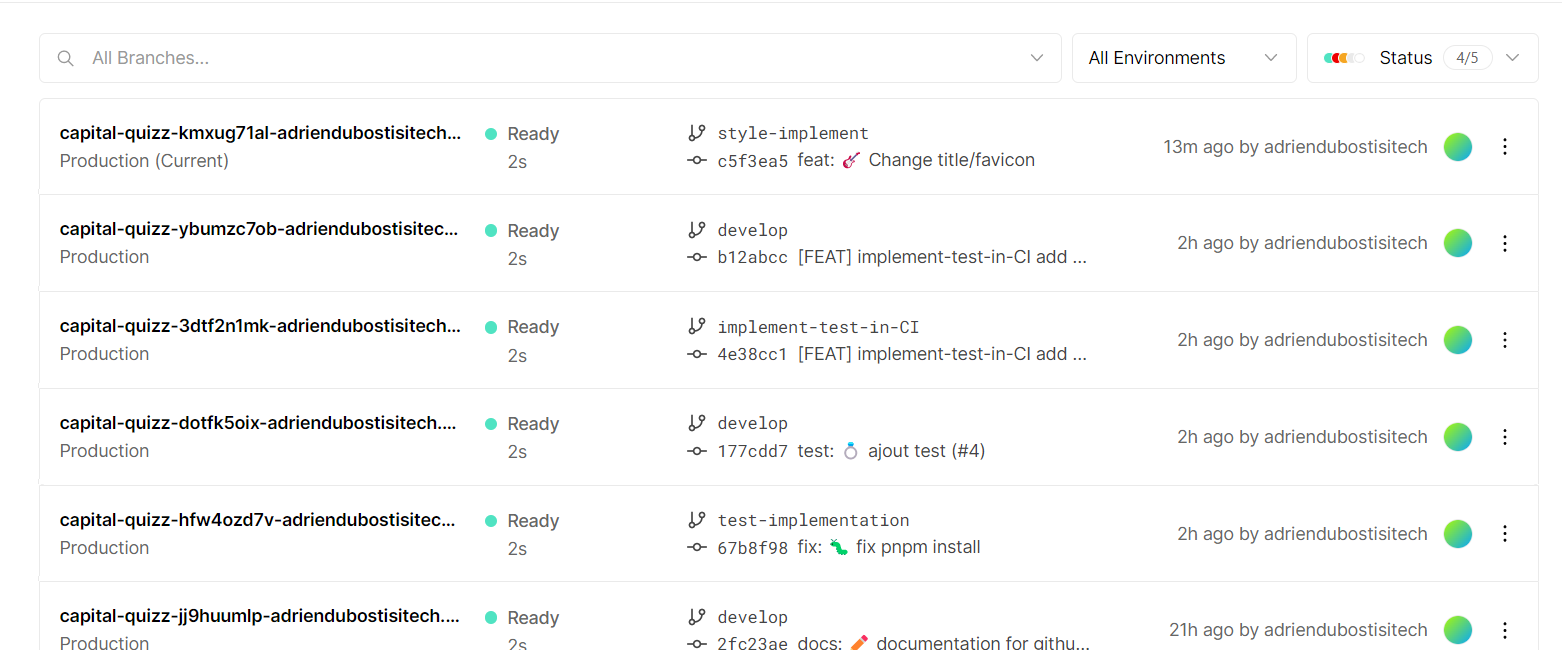 All Branches...
All Environments
Status 4/5
capital-quizz-kmxug71al-adriendubostisitech...
Ready
style-implement
Production (Current)
2s
c5f3ea5 feat: 🎸 Change title/favicon
13m ago by adriendubostisitech
capital-quizz-ybumzc7ob-adriendubostisitec...
Ready
develop
Production
2s
b12abcc [FEAT] implement-test-in-CI add ...
2h ago by adriendubostisitech
capital-quizz-3dtf2n1mk-adriendubostisitech...
Ready
implement-test-in-CI
Production
2s
4e38cc1 [FEAT] implement-test-in-CI add ...
2h ago by adriendubostisitech
capital-quizz-dotfk5oix-adriendubostisitech....
Ready
develop
Production
2s
177cdd7 test: 💍 ajout test (#4)
2h ago by adriendubostisitech
capital-quizz-hfw4ozd7v-adriendubostisitec...
Ready
test-implementation
Production
2s
67b8f98 fix: 🐛 fix pnpm install
2h ago by adriendubostisitech
capital-quizz-jj9huumlp-adriendubostisitech....
Ready
develop
Production
2s
2fc23ae docs: ✏️ documentation for githu...
21h ago by adriendubostisitech